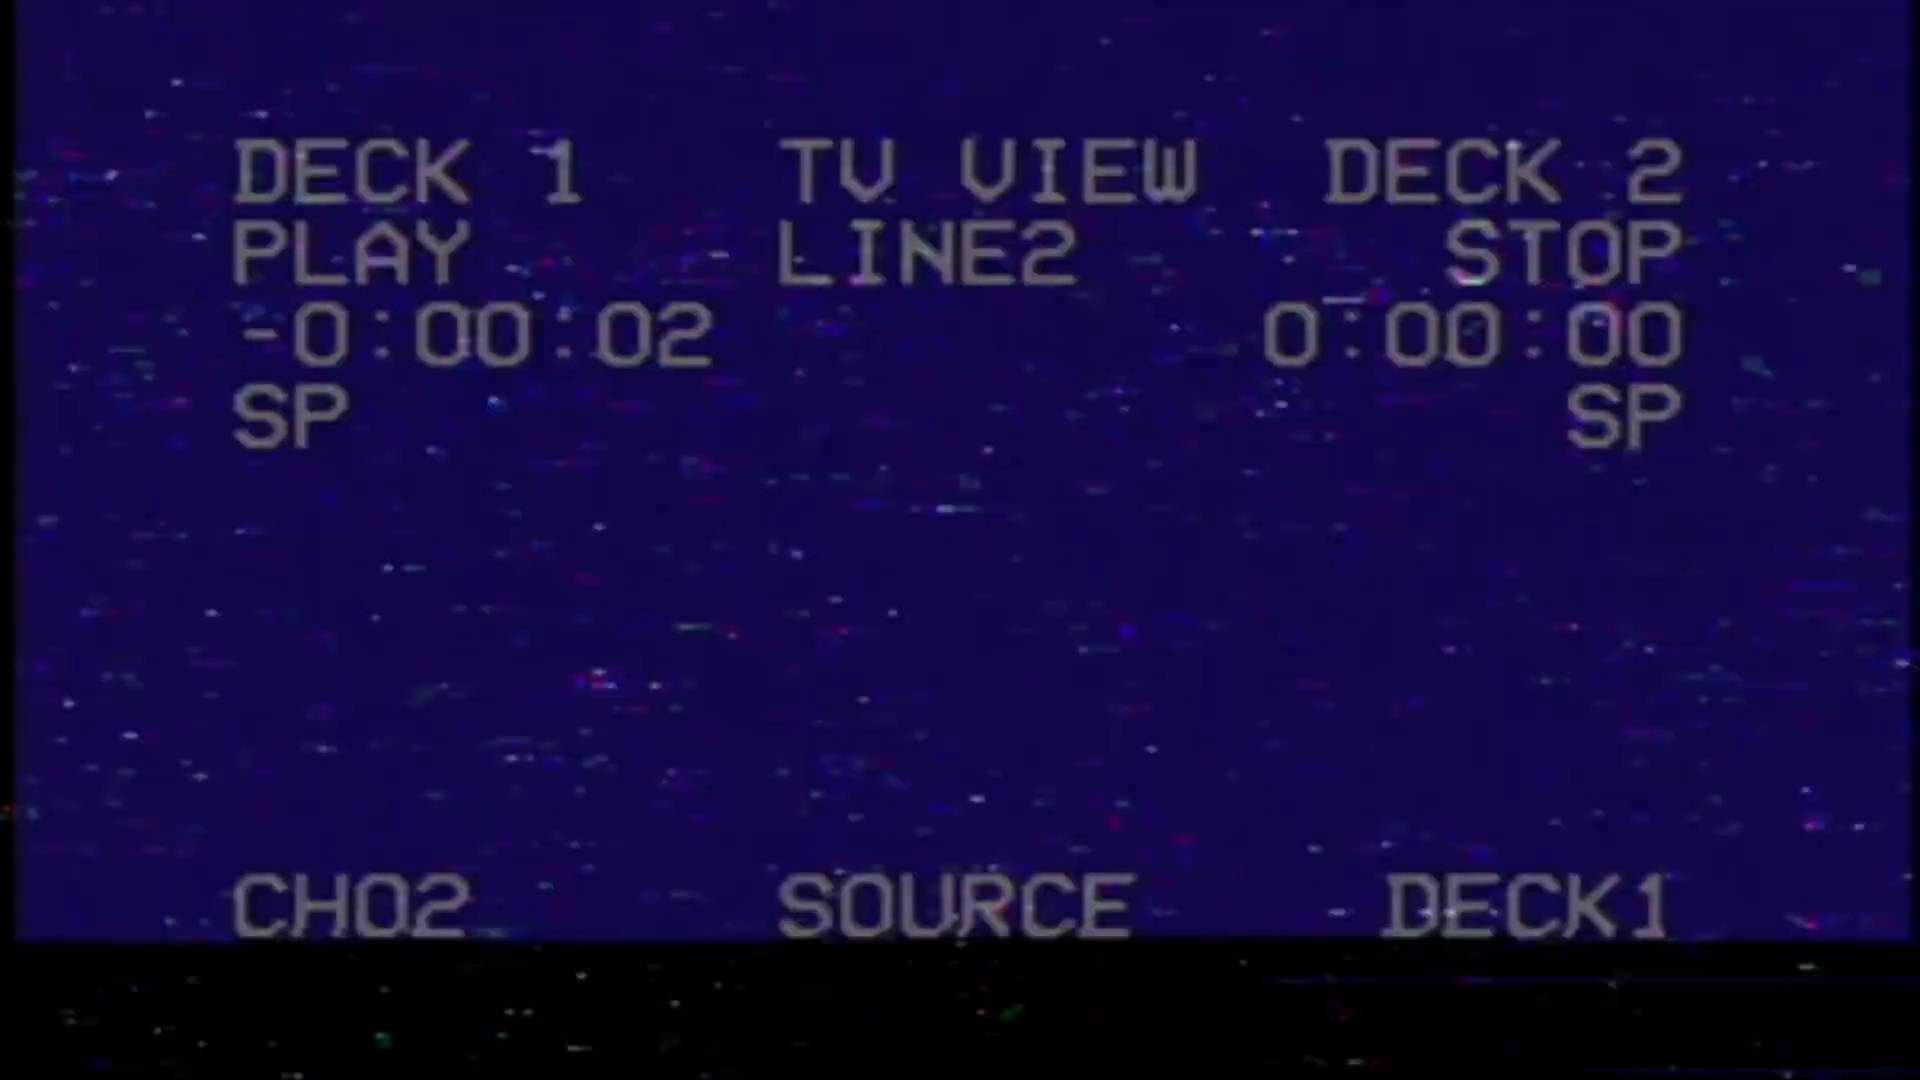 DECK 1 TV VIEW DECK 2
PLAY LINE2 STOP
-0:00:02 0:00:00
SP SP
CH02 SOURCE DECK1